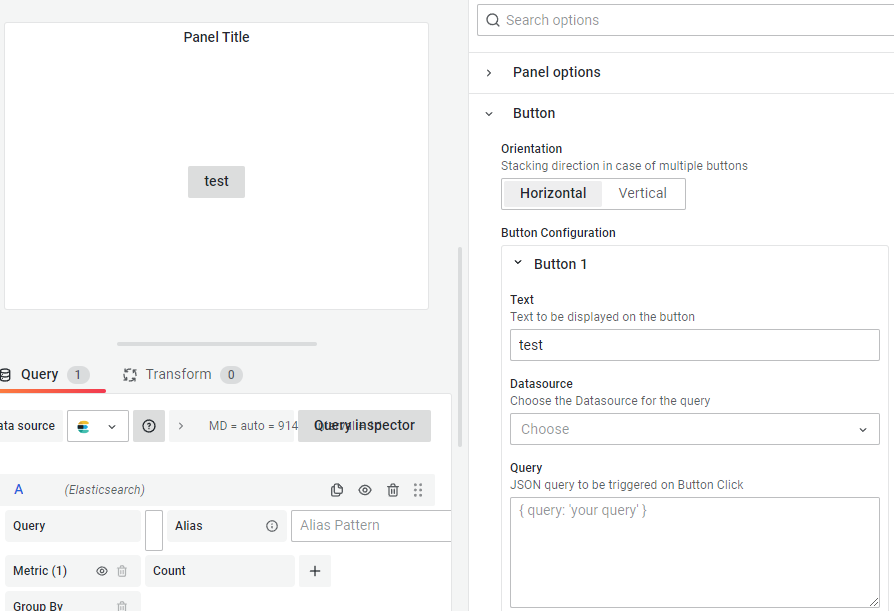 Panel Title
test
Query 1
Transform 0
ata source
MD = auto = 914
Query inspector
A
(Elasticsearch)
Query
Alias
Alias Pattern
Metric (1)
Count
Group By
Search options
Panel options
Button
Orientation
Stacking direction in case of multiple buttons
Horizontal Vertical
Button Configuration
Button 1
Text
Text to be displayed on the button
test
Datasource
Choose the Datasource for the query
Choose
Query
JSON query to be triggered on Button Click
{ query: 'your query' }